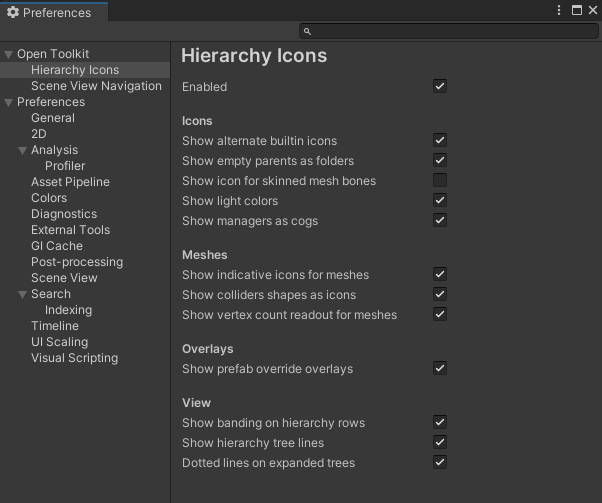 Preferences
Open Toolkit
Hierarchy Icons
Scene View Navigation
Preferences
General
2D
Analysis
Profiler
Asset Pipeline
Colors
Diagnostics
External Tools
GI Cache
Post-processing
Scene View
Search
Indexing
Timeline
UI Scaling
Visual Scripting
Hierarchy Icons
Enabled
Icons
Show alternate builtin icons
Show empty parents as folders
Show icon for skinned mesh bones
Show light colors
Show managers as cogs
Meshes
Show indicative icons for meshes
Show colliders shapes as icons
Show vertex count readout for meshes
Overlays
Show prefab override overlays
View
Show banding on hierarchy rows
Show hierarchy tree lines
Dotted lines on expanded trees